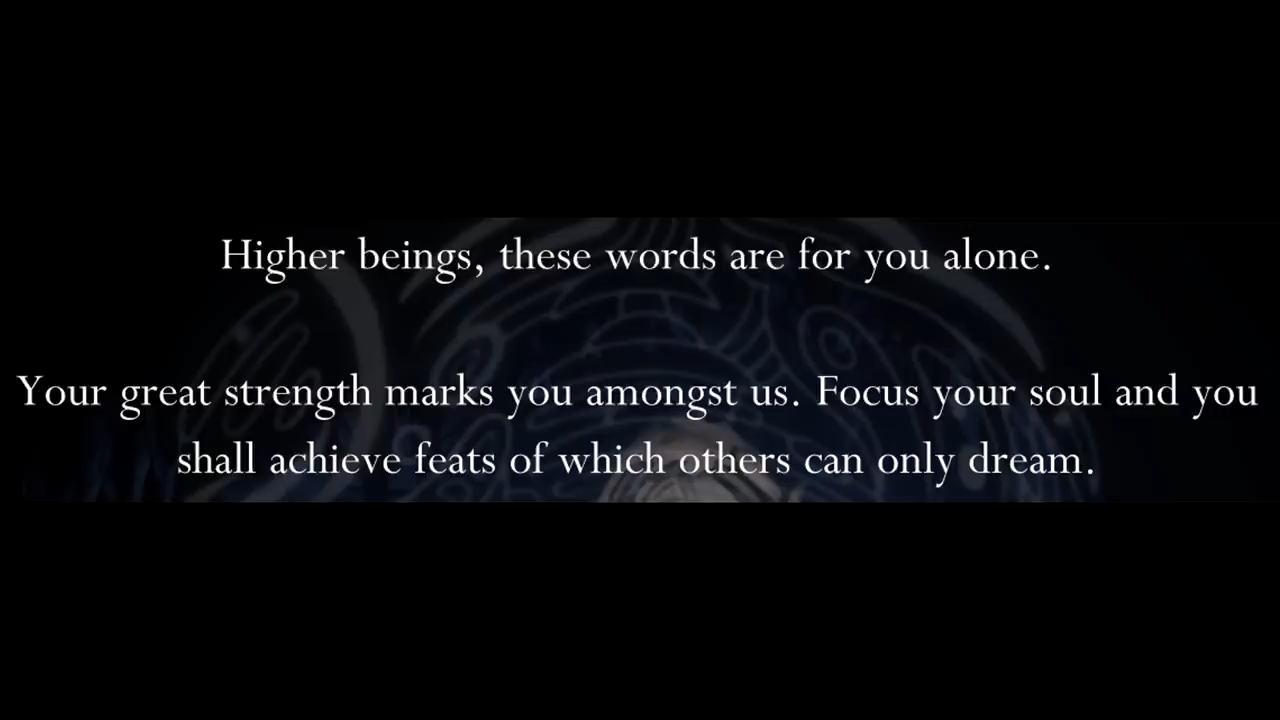 Higher beings, these words are for you alone.
Your great strength marks you amongst us. Focus your soul and you
shall achieve feats of which others can only dream.